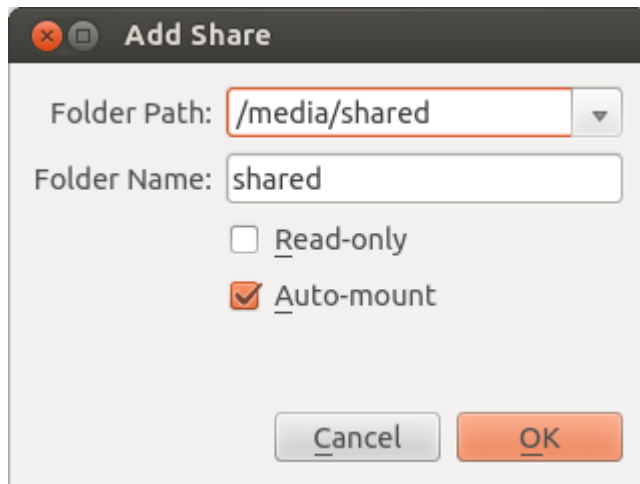 Add Share
Folder Path: /media/shared
Folder Name: shared
Read-only
Auto-mount
Cancel OK